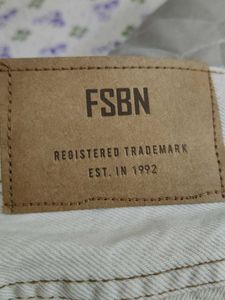 FSBN
REGISTERED TRADEMARK
EST. IN 1992